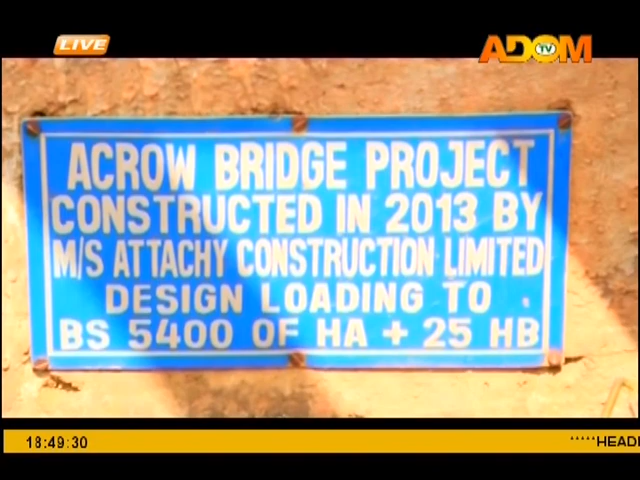 LIVE
ADOM TV
ACROW BRIDGE PROJECT
CONSTRUCTED IN 2013 BY
M/S ATTACHY CONSTRUCTION LIMITED
DESIGN LOADING TO
BS 5400 OF HA + 25 HB
18:49:30
*****HEADL